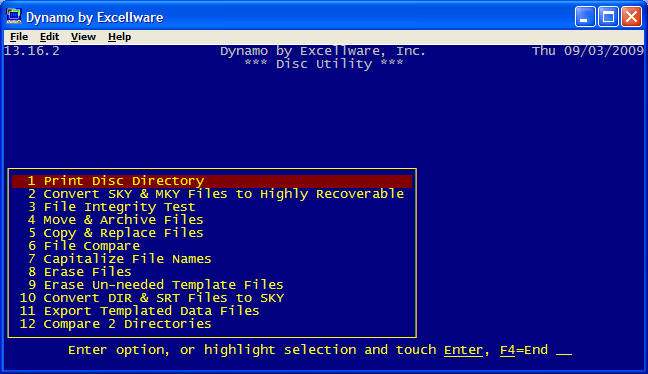 Dynamo by Excellware
File Edit View Help
13.16.2 Dynamo by Excellware, Inc. Thu 09/03/2009
*** Disc Utility ***
1 Print Disc Directory
2 Convert SKY & MKY Files to Highly Recoverable
3 File Integrity Test
4 Move & Archive Files
5 Copy & Replace Files
6 File Compare
7 Capitalize File Names
8 Erase Files
9 Erase Un-needed Template Files
10 Convert DIR & SRT Files to SKY
11 Export Templated Data Files
12 Compare 2 Directories
Enter option, or highlight selection and touch Enter, F4=End __